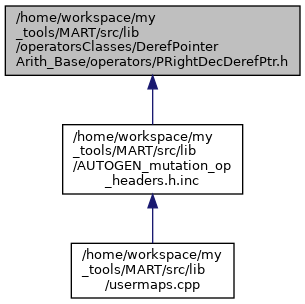 /home/workspace/my
_tools/MART/src/lib
/operatorsClasses/DerefPointer
Arith_Base/operators/PRightDecDerefPtr.h
/home/workspace/my
_tools/MART/src/lib
/AUTOGEN_mutation_op
_headers.h.inc
/home/workspace/my
_tools/MART/src/lib
/usermaps.cpp